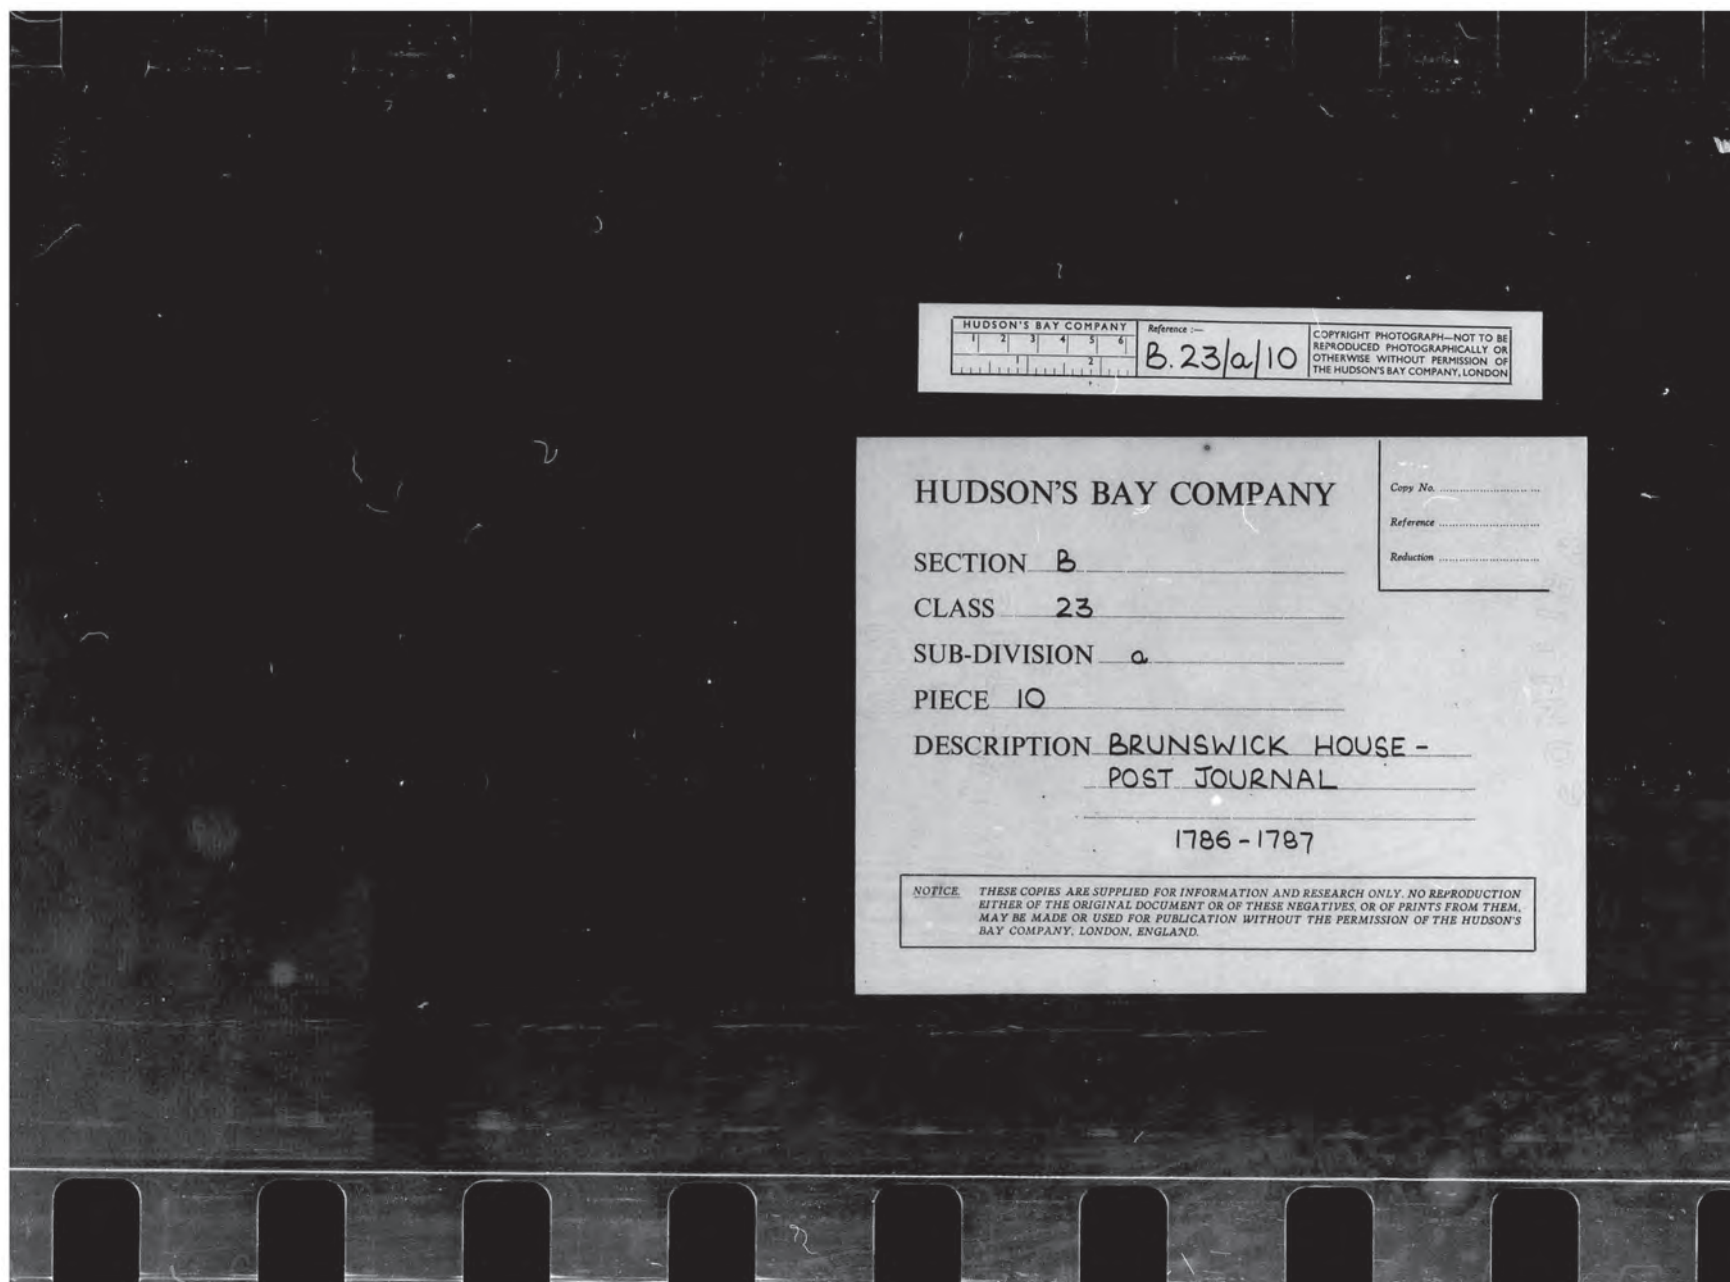 HUDSON'S BAY COMPANY
1 2 3 4 5 6
1 2
Reference :—
B.23/a/10
COPYRIGHT PHOTOGRAPH—NOT TO BE
REPRODUCED PHOTOGRAPHICALLY OR
OTHERWISE WITHOUT PERMISSION OF
THE HUDSON'S BAY COMPANY, LONDON
HUDSON'S BAY COMPANY
Copy No.
Reference
Reduction
SECTION B
CLASS 23
SUB-DIVISION a
PIECE 10
DESCRIPTION BRUNSWICK HOUSE -
POST JOURNAL
1786 - 1787
NOTICE. THESE COPIES ARE SUPPLIED FOR INFORMATION AND RESEARCH ONLY. NO REPRODUCTION
EITHER OF THE ORIGINAL DOCUMENT OR OF THESE NEGATIVES, OR OF PRINTS FROM THEM,
MAY BE MADE OR USED FOR PUBLICATION WITHOUT THE PERMISSION OF THE HUDSON'S
BAY COMPANY, LONDON, ENGLAND.